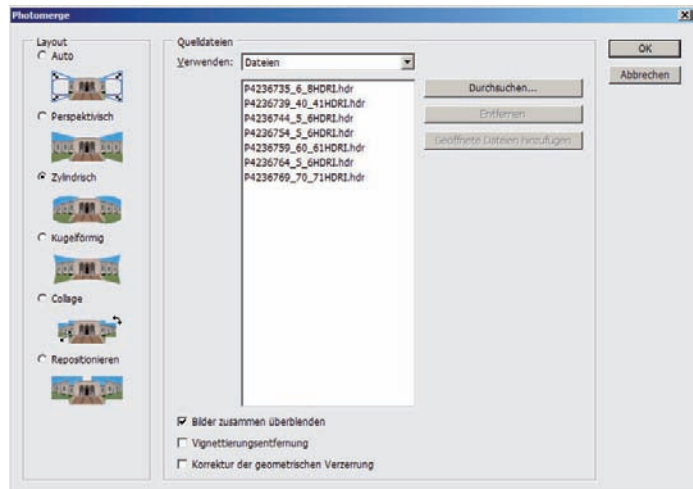 Photomerge
Layout
Auto
Perspektivisch
Zylindrisch
Kugelförmig
Collage
Repositionieren
Quelldateien
Verwenden: Dateien
P4236735_6_8HDRI.hdr
P4236739_40_41HDRI.hdr
P4236744_5_6HDRI.hdr
P4236754_5_6HDRI.hdr
P4236759_60_61HDRI.hdr
P4236764_5_6HDRI.hdr
P4236769_70_71HDRI.hdr
Durchsuchen...
Entfernen
Geöffnete Dateien hinzufügen
Bilder zusammen überblenden
Vignettierungsentfernung
Korrektur der geometrischen Verzerrung
OK
Abbrechen